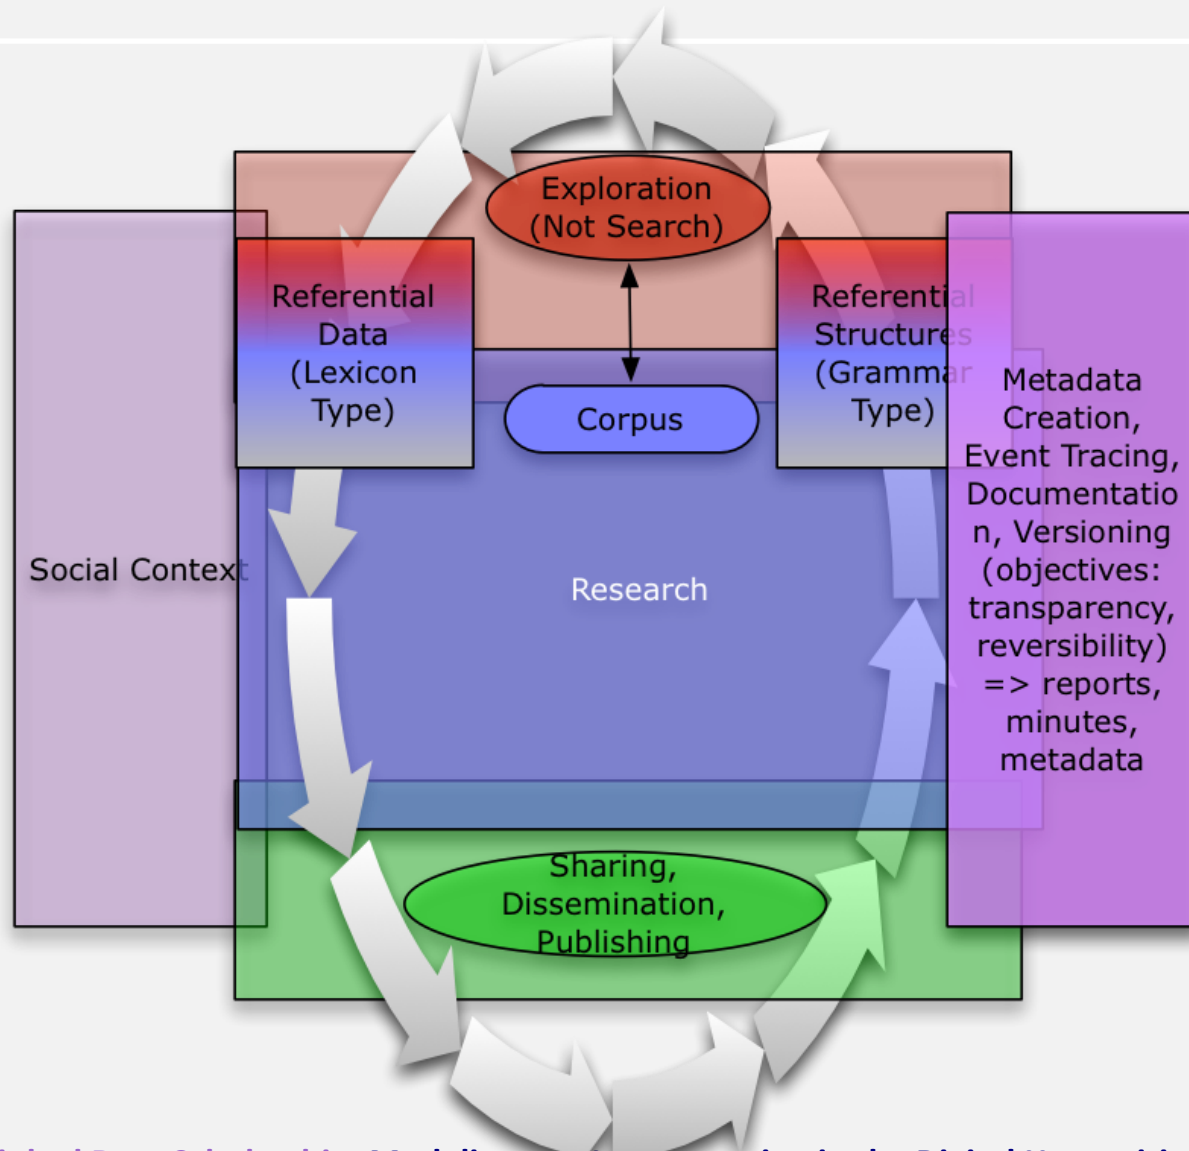 Exploration
(Not Search)
Referential
Data
(Lexicon
Type)
Referential
Structures
(Grammar
Type)
Corpus
Metadata
Creation,
Event Tracing,
Documentatio
n, Versioning
(objectives:
transparency,
reversibility)
=> reports,
minutes,
metadata
Social Context
Research
Sharing,
Dissemination,
Publishing